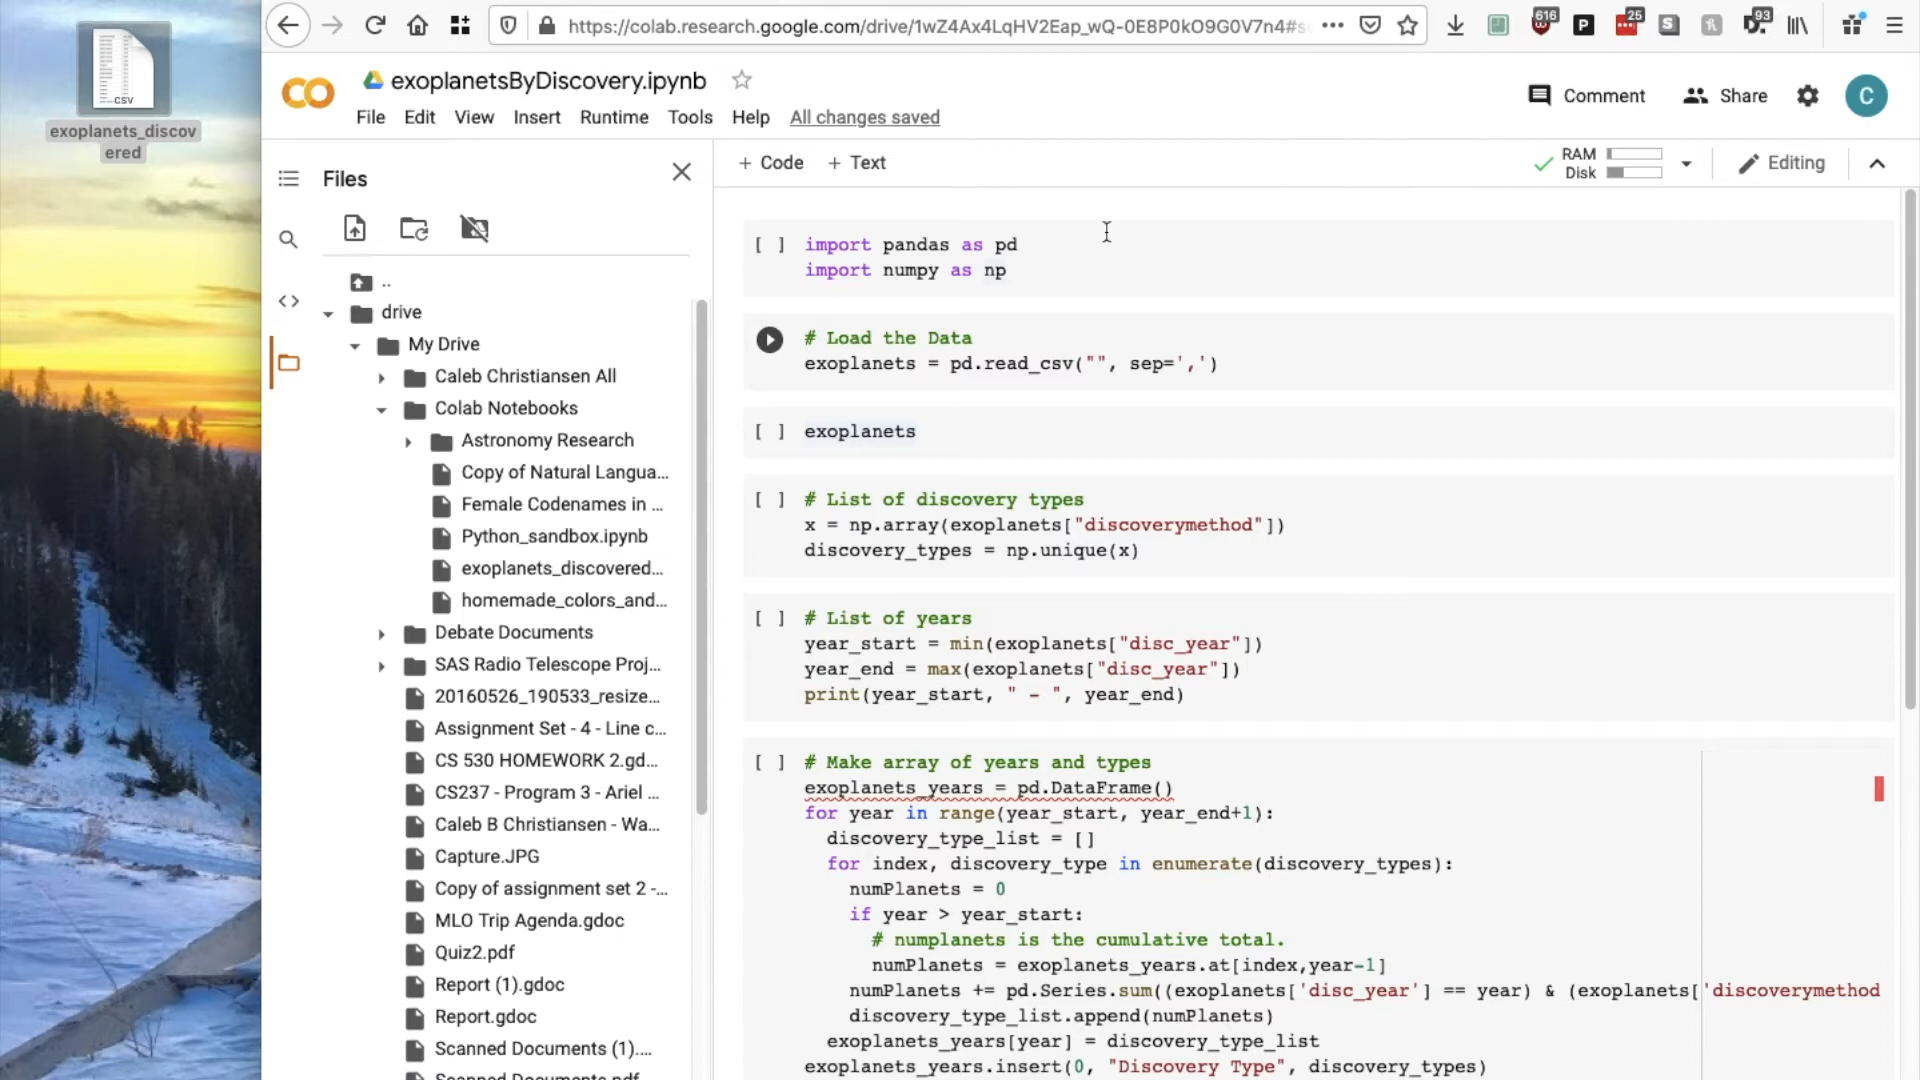 CSV
exoplanets_discov
ered
https://colab.research.google.com/drive/1wZ4Ax4LqHV2Eap_wQ-0E8P0kO9G0V7n4#s
616
P
25
S
h
93
CO
exoplanetsByDiscovery.ipynb
File Edit View Insert Runtime Tools Help All changes saved
Comment Share C
Files
+ Code + Text
RAM
Disk
Editing
..
drive
My Drive
Caleb Christiansen All
Colab Notebooks
Astronomy Research
Copy of Natural Langua...
Female Codenames in ...
Python_sandbox.ipynb
exoplanets_discovered...
homemade_colors_and...
Debate Documents
SAS Radio Telescope Proj...
20160526_190533_resize...
Assignment Set - 4 - Line c...
CS 530 HOMEWORK 2.gd...
CS237 - Program 3 - Ariel ...
Caleb B Christiansen - Wa...
Capture.JPG
Copy of assignment set 2 -...
MLO Trip Agenda.gdoc
Quiz2.pdf
Report (1).gdoc
Report.gdoc
Scanned Documents (1)....
Scanned Documents.pdf
[ ] import pandas as pd
import numpy as np
# Load the Data
exoplanets = pd.read_csv("", sep=',')
[ ] exoplanets
[ ] # List of discovery types
x = np.array(exoplanets["discoverymethod"])
discovery_types = np.unique(x)
[ ] # List of years
year_start = min(exoplanets["disc_year"])
year_end = max(exoplanets["disc_year"])
print(year_start, " - ", year_end)
[ ] # Make array of years and types
exoplanets_years = pd.DataFrame()
for year in range(year_start, year_end+1):
discovery_type_list = []
for index, discovery_type in enumerate(discovery_types):
numPlanets = 0
if year > year_start:
# numplanets is the cumulative total.
numPlanets = exoplanets_years.at[index,year-1]
numPlanets += pd.Series.sum((exoplanets['disc_year'] == year) & (exoplanets['discoverymethod
discovery_type_list.append(numPlanets)
exoplanets_years[year] = discovery_type_list
exoplanets_years.insert(0, "Discovery Type", discovery_types)